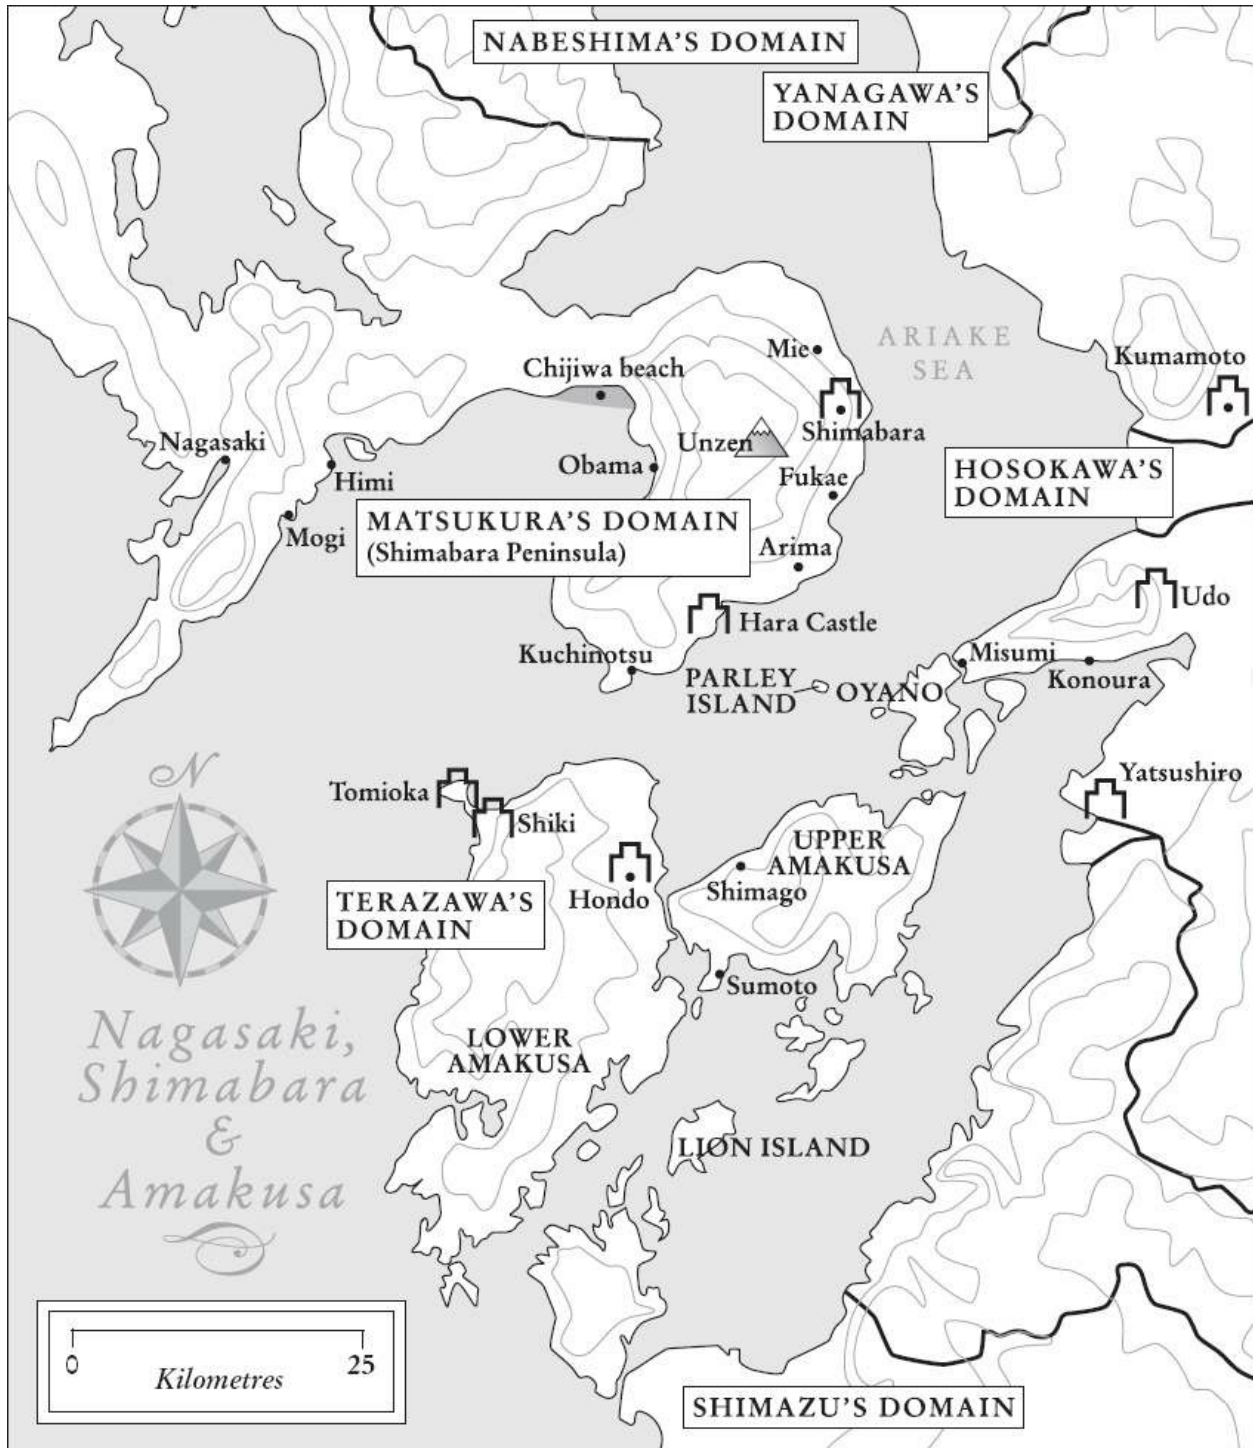 NABESHIMA'S DOMAIN
YANAGAWA'S
DOMAIN
ARIAKE
SEA
Mie
Kumamoto
Chijiwa beach
Shimabara
Unzen
Nagasaki
Himi
Obama
Fukae
HOSOKAWA'S
DOMAIN
Mogi
MATSUKURA'S DOMAIN
(Shimabara Peninsula)
Arima
Udo
Hara Castle
Kuchinotsu
Misumi
Konoura
PARLEY
ISLAND
OYANO
N
Tomioka
Shiki
Yatsushiro
UPPER
AMAKUSA
Shimago
Hondo
TERAZAWA'S
DOMAIN
Sumoto
LOWER
AMAKUSA
Nagasaki,
Shimabara
&
Amakusa
LION ISLAND
0 25
Kilometres
SHIMAZU'S DOMAIN